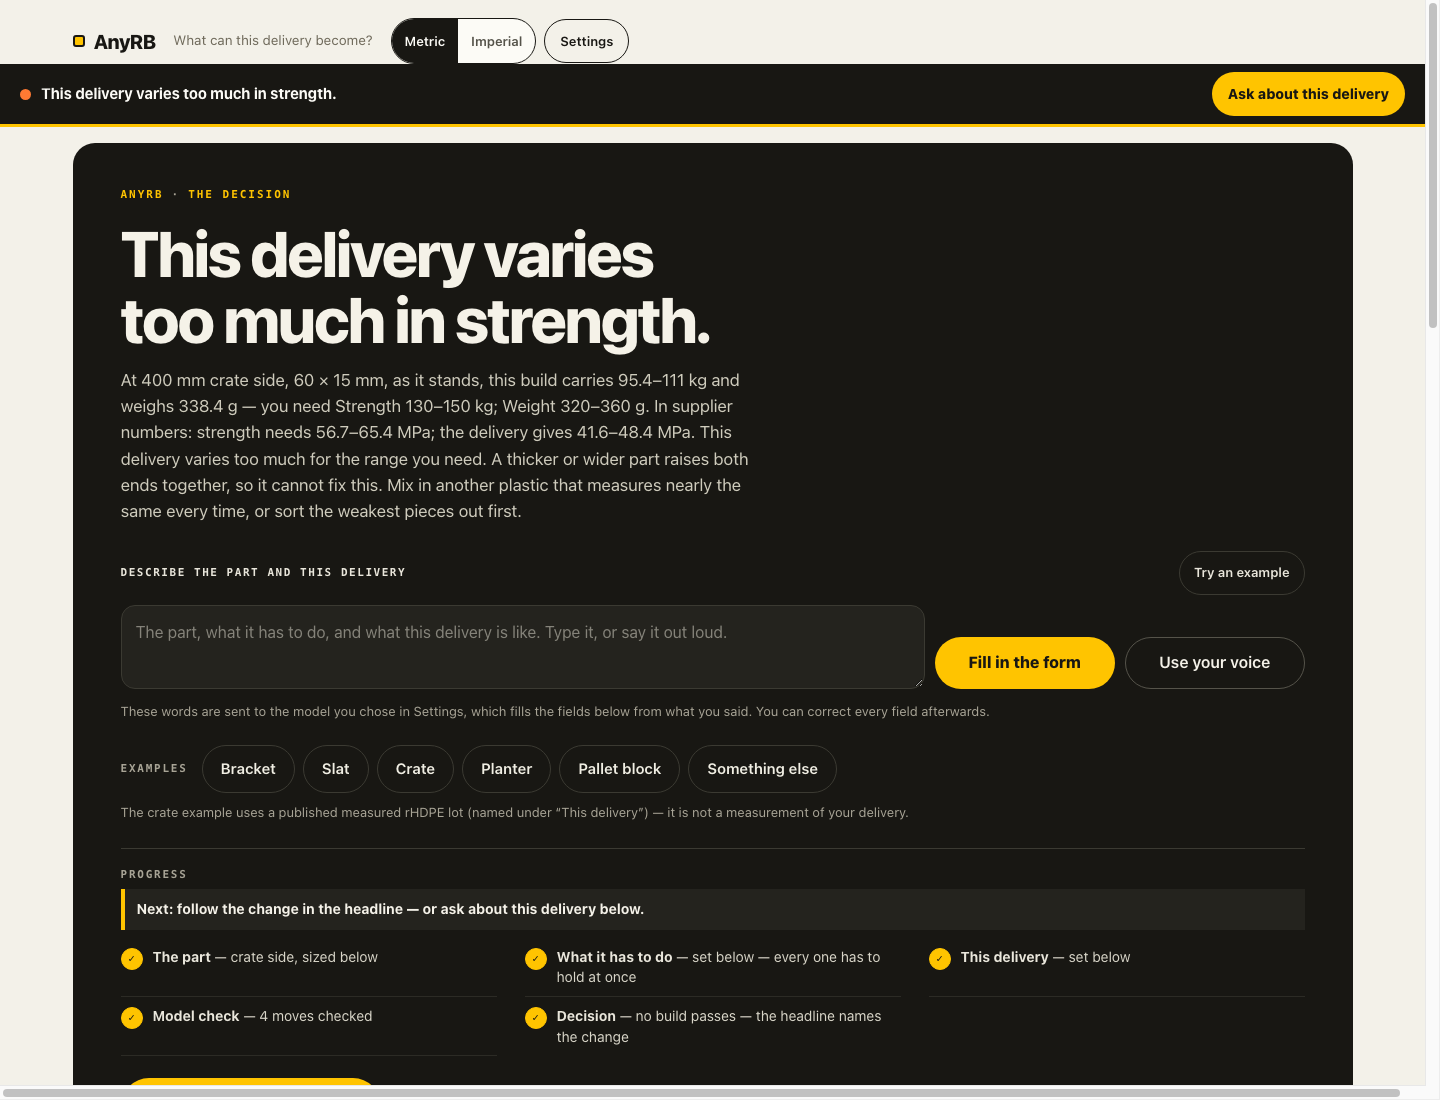 AnyRB
What can this delivery become?
Metric
Imperial
Settings
This delivery varies too much in strength.
Ask about this delivery
ANYRB · THE DECISION
This delivery varies
too much in strength.
At 400 mm crate side, 60 × 15 mm, as it stands, this build carries 95.4–111 kg and
weighs 338.4 g — you need Strength 130–150 kg; Weight 320–360 g. In supplier
numbers: strength needs 56.7–65.4 MPa; the delivery gives 41.6–48.4 MPa. This
delivery varies too much for the range you need. A thicker or wider part raises both
ends together, so it cannot fix this. Mix in another plastic that measures nearly the
same every time, or sort the weakest pieces out first.
DESCRIBE THE PART AND THIS DELIVERY
Try an example
The part, what it has to do, and what this delivery is like. Type it, or say it out loud.
Fill in the form
Use your voice
These words are sent to the model you chose in Settings, which fills the fields below from what you said. You can correct every field afterwards.
EXAMPLES
Bracket
Slat
Crate
Planter
Pallet block
Something else
The crate example uses a published measured rHDPE lot (named under “This delivery”) — it is not a measurement of your delivery.
PROGRESS
Next: follow the change in the headline — or ask about this delivery below.
✓ The part — crate side, sized below
✓ What it has to do — set below — every one has to
hold at once
✓ This delivery — set below
✓ Model check — 4 moves checked
✓ Decision — no build passes — the headline names
the change